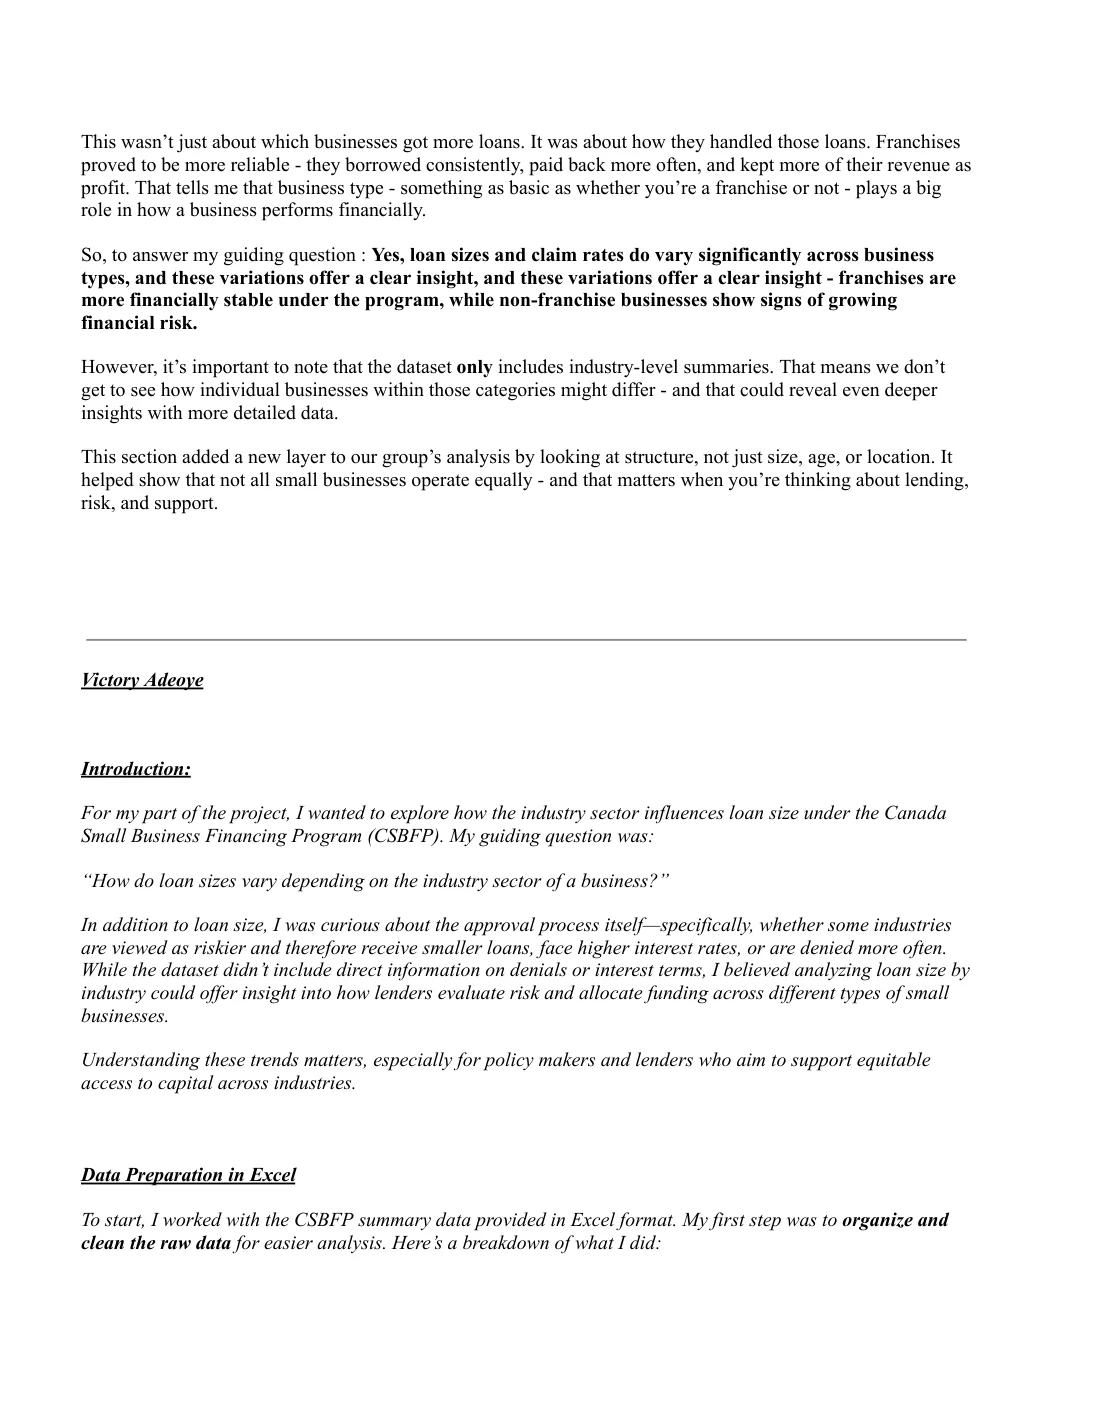 This wasn’t just about which businesses got more loans. It was about how they handled those loans. Franchises
proved to be more reliable - they borrowed consistently, paid back more often, and kept more of their revenue as
profit. That tells me that business type - something as basic as whether you’re a franchise or not - plays a big
role in how a business performs financially.
So, to answer my guiding question : Yes, loan sizes and claim rates do vary significantly across business
types, and these variations offer a clear insight, and these variations offer a clear insight - franchises are
more financially stable under the program, while non-franchise businesses show signs of growing
financial risk.
However, it’s important to note that the dataset only includes industry-level summaries. That means we don’t
get to see how individual businesses within those categories might differ - and that could reveal even deeper
insights with more detailed data.
This section added a new layer to our group’s analysis by looking at structure, not just size, age, or location. It
helped show that not all small businesses operate equally - and that matters when you’re thinking about lending,
risk, and support.
Victory Adeoye
Introduction:
For my part of the project, I wanted to explore how the industry sector influences loan size under the Canada
Small Business Financing Program (CSBFP). My guiding question was:
“How do loan sizes vary depending on the industry sector of a business?”
In addition to loan size, I was curious about the approval process itself—specifically, whether some industries
are viewed as riskier and therefore receive smaller loans, face higher interest rates, or are denied more often.
While the dataset didn’t include direct information on denials or interest terms, I believed analyzing loan size by
industry could offer insight into how lenders evaluate risk and allocate funding across different types of small
businesses.
Understanding these trends matters, especially for policy makers and lenders who aim to support equitable
access to capital across industries.
Data Preparation in Excel
To start, I worked with the CSBFP summary data provided in Excel format. My first step was to organize and
clean the raw data for easier analysis. Here’s a breakdown of what I did: